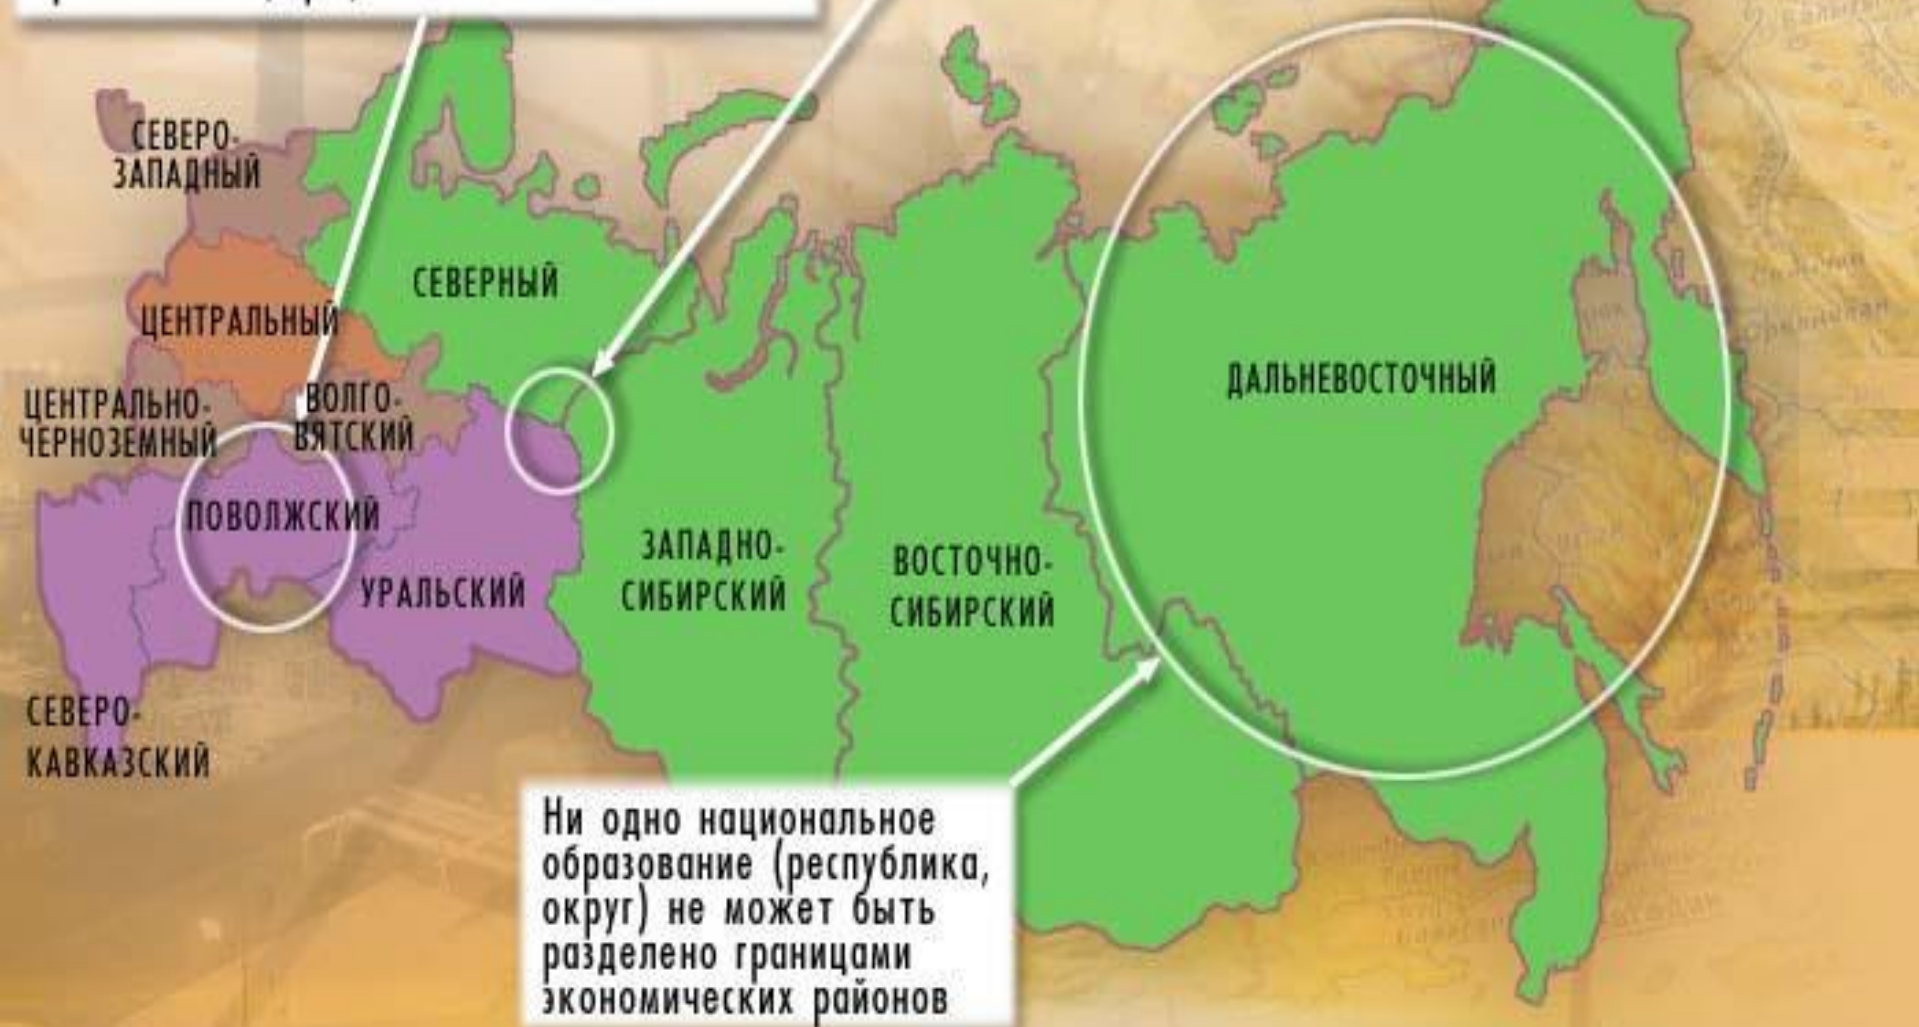 СЕВЕРО-
ЗАПАДНЫЙ
СЕВЕРНЫЙ
ЦЕНТРАЛЬНЫЙ
ДАЛЬНЕВОСТОЧНЫЙ
ЦЕНТРАЛЬНО-
ЧЕРНОЗЕМНЫЙ
ВОЛГО-
ВЯТСКИЙ
ПОВОЛЖСКИЙ
УРАЛЬСКИЙ
ЗАПАДНО-
СИБИРСКИЙ
ВОСТОЧНО-
СИБИРСКИЙ
СЕВЕРО-
КАВКАЗСКИЙ
Ни одно национальное
образование (республика,
округ) не может быть
разделено границами
экономических районов